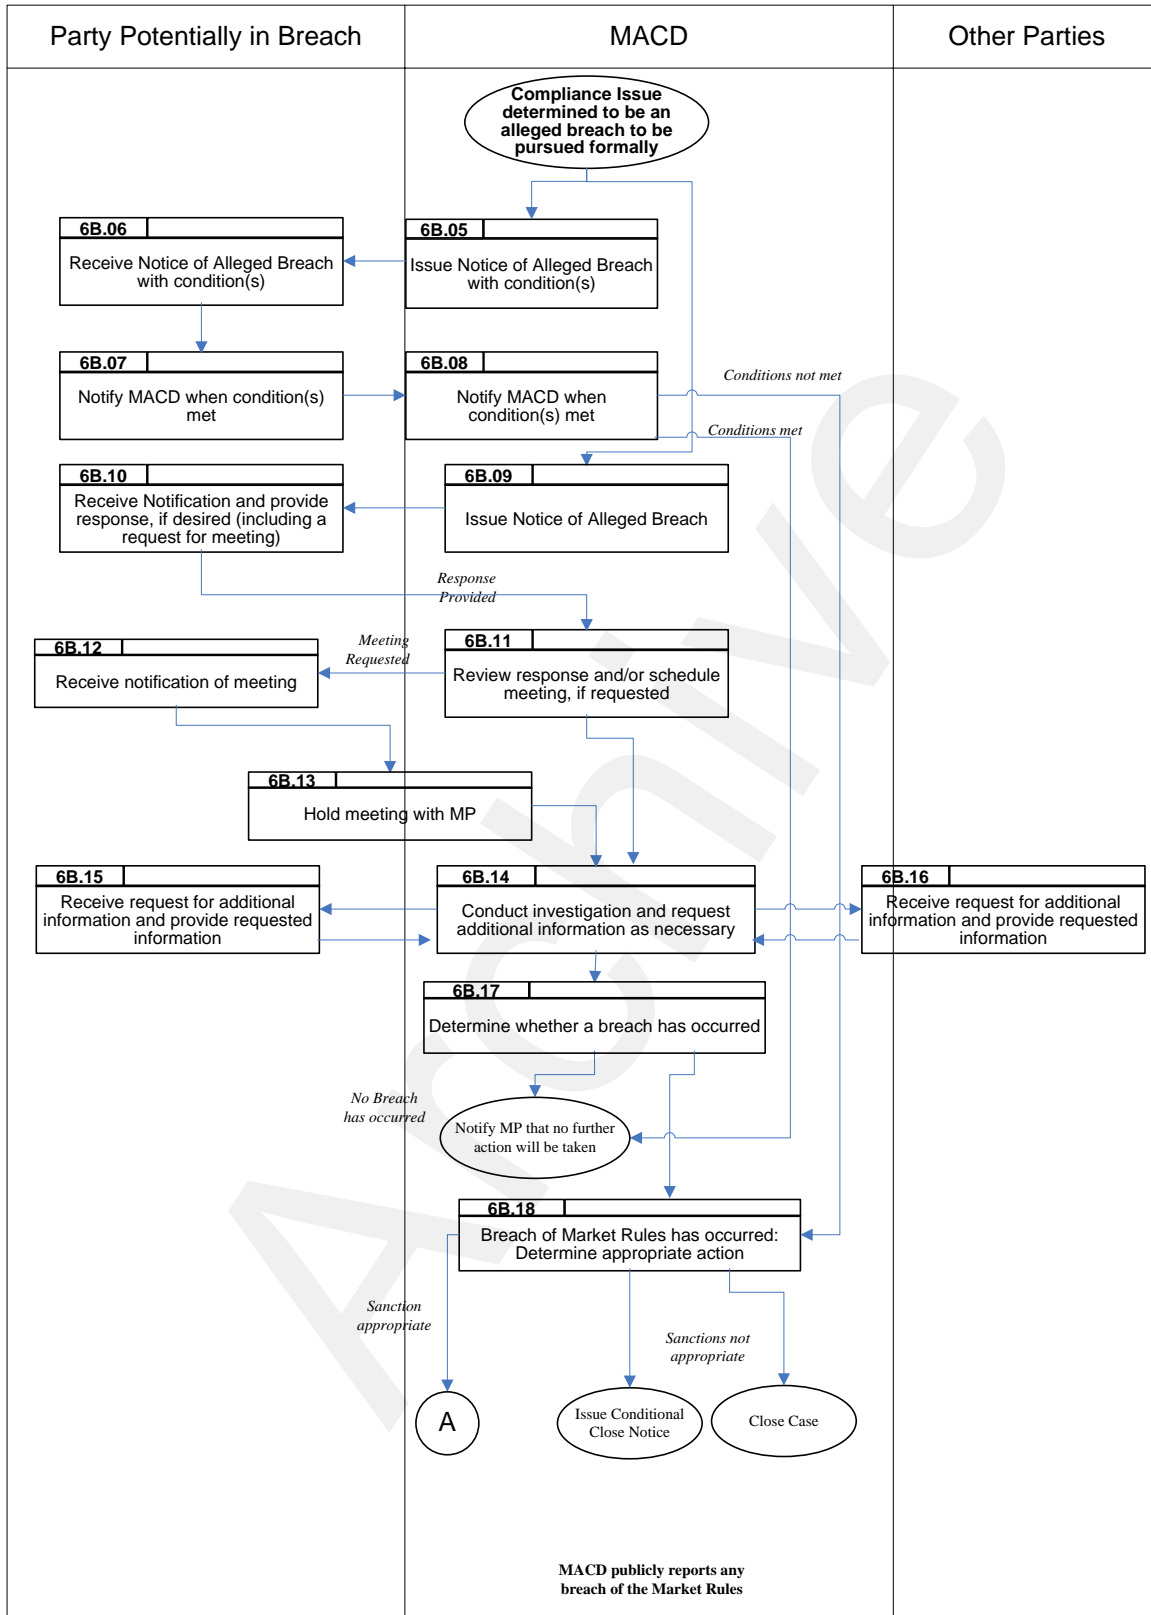 Party Potentially in Breach
MACD
Other Parties
Compliance Issue
determined to be an
alleged breach to be
pursued formally
6B.06
Receive Notice of Alleged Breach
with condition(s)
6B.05
Issue Notice of Alleged Breach
with condition(s)
6B.07
Notify MACD when condition(s)
met
6B.08
Notify MACD when
condition(s) met
Conditions not met
Conditions met
6B.10
Receive Notification and provide
response, if desired (including a
request for meeting)
6B.09
Issue Notice of Alleged Breach
Response
Provided
6B.12
Receive notification of meeting
Meeting
Requested
6B.11
Review response and/or schedule
meeting, if requested
6B.13
Hold meeting with MP
6B.15
Receive request for additional
information and provide requested
information
6B.14
Conduct investigation and request
additional information as necessary
6B.16
Receive request for additional
information and provide requested
information
6B.17
Determine whether a breach has occurred
No Breach
has occurred
Notify MP that no further
action will be taken
6B.18
Breach of Market Rules has occurred:
Determine appropriate action
Sanction
appropriate
Sanctions not
appropriate
A
Issue Conditional
Close Notice
Close Case
MACD publicly reports any
breach of the Market Rules
Archive